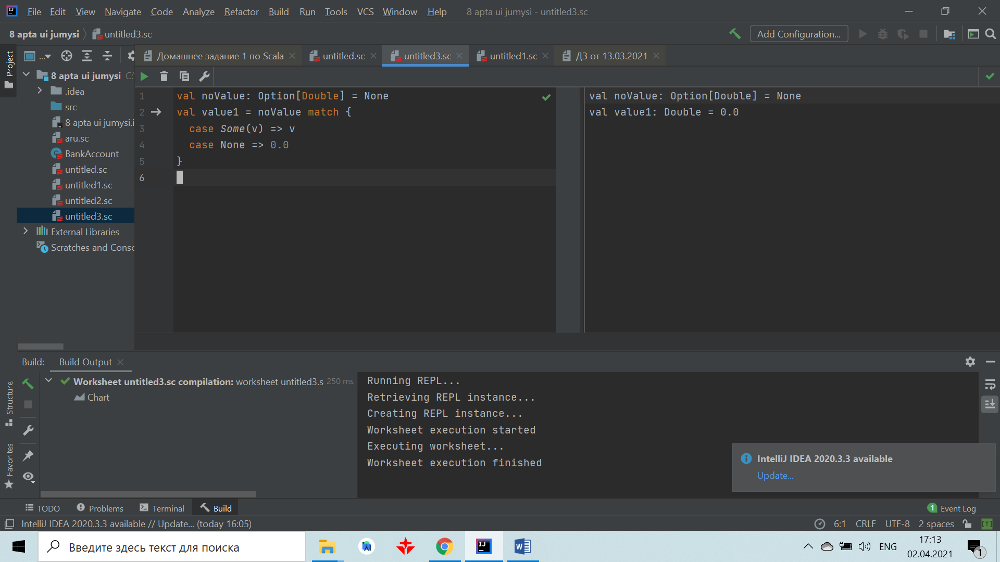 File Edit View Navigate Code Analyze Refactor Build Run Tools VCS Window Help 8 apta ui jumysi - untitled3.sc
8 apta ui jumysi untitled3.sc Add Configuration...
Project
... Домашнее задание 1 по Scala untitled.sc untitled3.sc untitled1.sc ДЗ от 13.03.2021
8 apta ui jumysi C:\
.idea
src
8 apta ui jumysi.i
aru.sc
BankAccount
untitled.sc
untitled1.sc
untitled2.sc
untitled3.sc
External Libraries
Scratches and Consc
1 val noValue: Option[Double] = None
2 val value1 = noValue match {
3 case Some(v) => v
4 case None => 0.0
5 }
6
val noValue: Option[Double] = None
val value1: Double = 0.0
Build: Build Output
Structure
Favorites
Worksheet untitled3.sc compilation: worksheet untitled3.s 250 ms
Chart
Running REPL...
Retrieving REPL instance...
Creating REPL instance...
Worksheet execution started
Executing worksheet...
Worksheet execution finished
IntelliJ IDEA 2020.3.3 available
Update...
TODO Problems Terminal Build 1 Event Log
IntelliJ IDEA 2020.3.3 available // Update... (today 16:05) 6:1 CRLF UTF-8 2 spaces [T]
Введите здесь текст для поиска ENG 17:13
02.04.2021 1